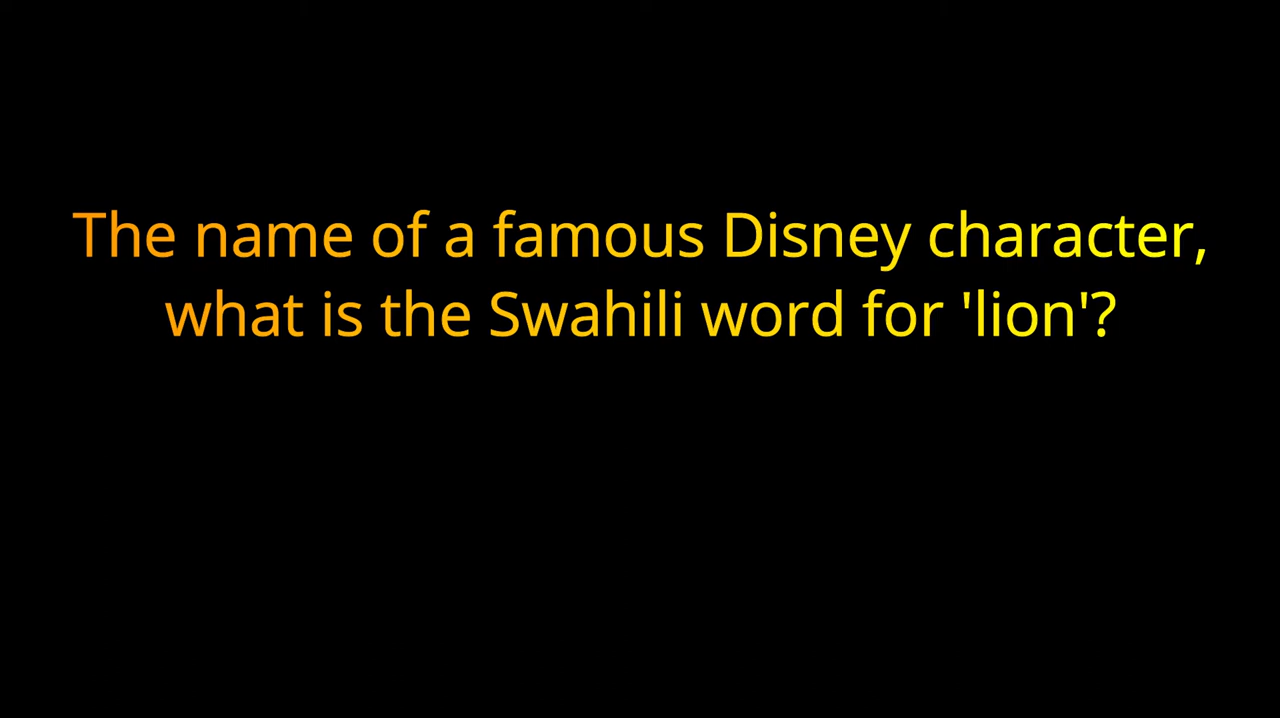 The name of a famous Disney character,
what is the Swahili word for 'lion'?